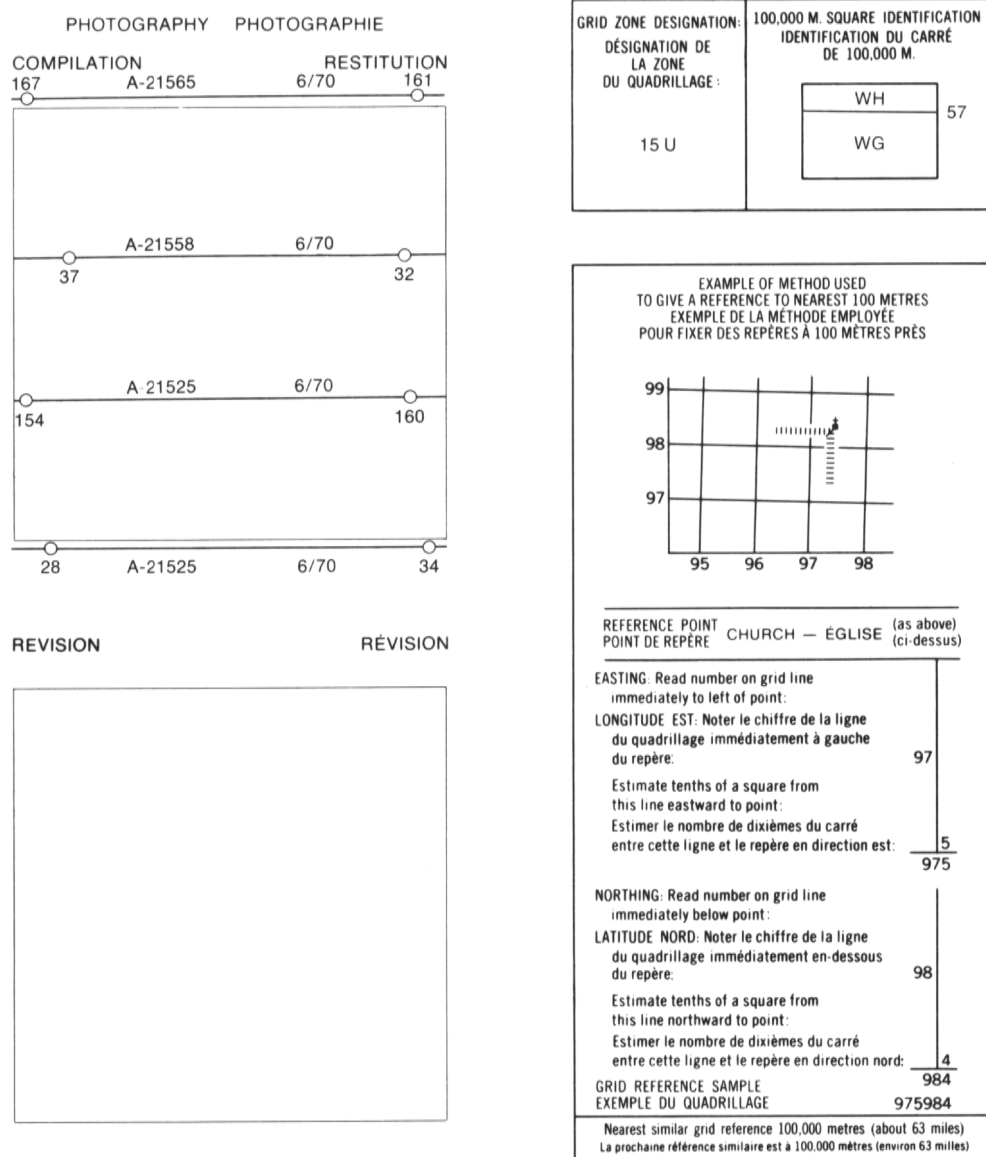 PHOTOGRAPHY PHOTOGRAPHIE
COMPILATION RESTITUTION
167 A-21565 6/70 161
A-21558 6/70
37 32
A-21525 6/70
154 160
28 A-21525 6/70 34
REVISION RÉVISION
GRID ZONE DESIGNATION:
DÉSIGNATION DE
LA ZONE
DU QUADRILLAGE :
15 U
100,000 M. SQUARE IDENTIFICATION
IDENTIFICATION DU CARRÉ
DE 100,000 M.
WH
57
WG
EXAMPLE OF METHOD USED
TO GIVE A REFERENCE TO NEAREST 100 METRES
EXEMPLE DE LA MÉTHODE EMPLOYÉE
POUR FIXER DES REPÈRES À 100 MÈTRES PRÈS
99
98
97
95 96 97 98
REFERENCE POINT
POINT DE REPÈRE
CHURCH — ÉGLISE
(as above)
(ci-dessus)
EASTING: Read number on grid line
immediately to left of point:
LONGITUDE EST: Noter le chiffre de la ligne
du quadrillage immédiatement à gauche
du repère: 97
Estimate tenths of a square from
this line eastward to point:
Estimer le nombre de dixièmes du carré
entre cette ligne et le repère en direction est: 5
975
NORTHING: Read number on grid line
immediately below point:
LATITUDE NORD: Noter le chiffre de la ligne
du quadrillage immédiatement en-dessous
du repère: 98
Estimate tenths of a square from
this line northward to point:
Estimer le nombre de dixièmes du carré
entre cette ligne et le repère en direction nord: 4
984
GRID REFERENCE SAMPLE
EXEMPLE DU QUADRILLAGE 975984
Nearest similar grid reference 100,000 metres (about 63 miles)
La prochaine référence similaire est à 100,000 mètres (environ 63 milles)